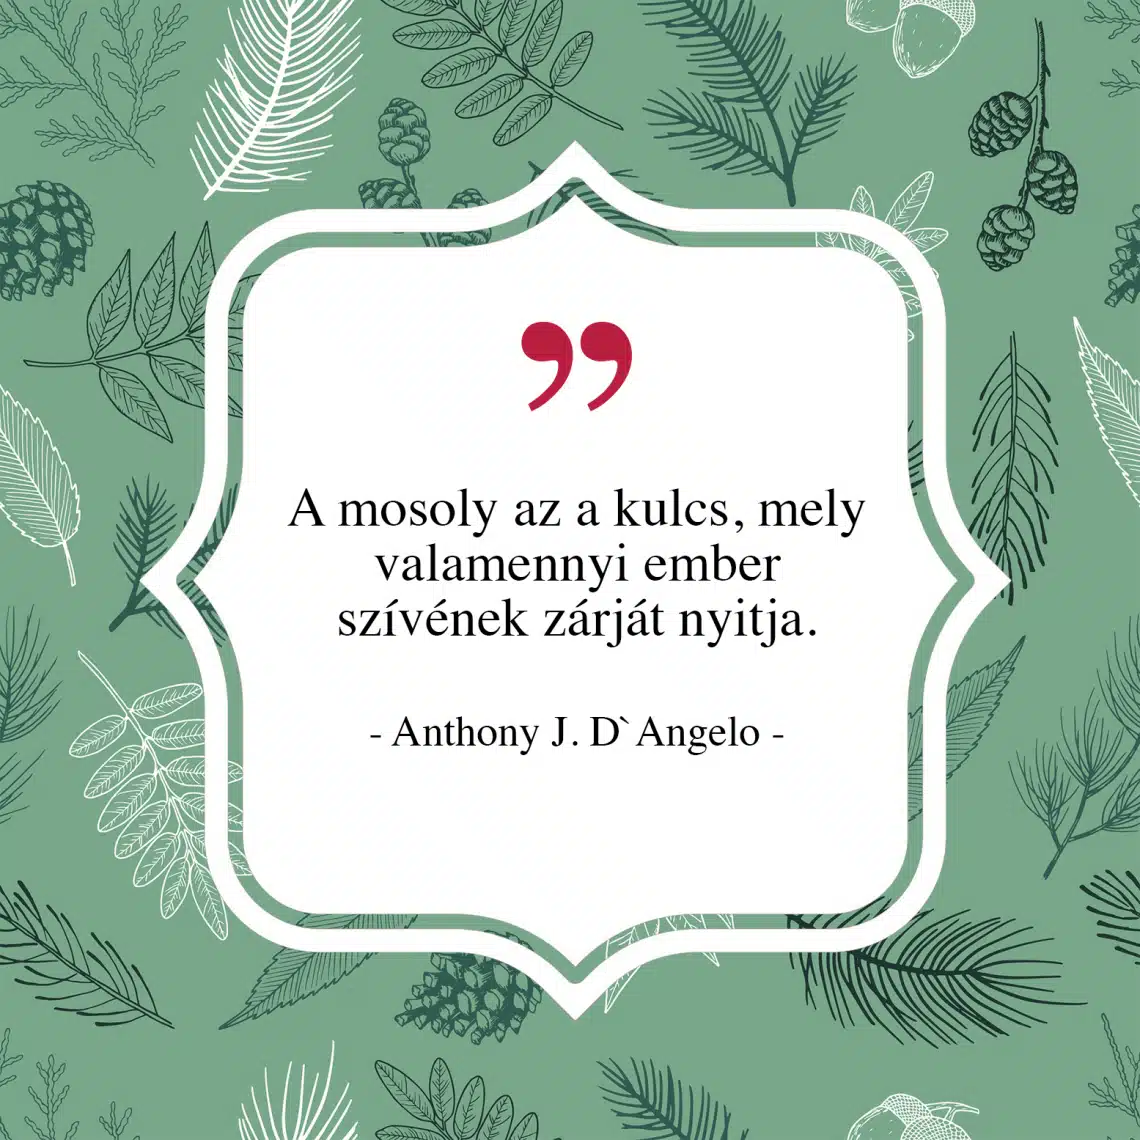 ”
A mosoly az a kulcs, mely
valamennyi ember
szívének zárját nyitja.
- Anthony J. D`Angelo -